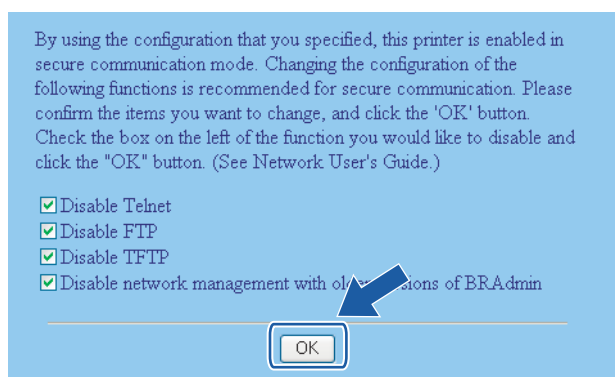 By using the configuration that you specified, this printer is enabled in
secure communication mode. Changing the configuration of the
following functions is recommended for secure communication. Please
confirm the items you want to change, and click the 'OK' button.
Check the box on the left of the function you would like to disable and
click the "OK" button. (See Network User's Guide.)
Disable Telnet
Disable FTP
Disable TFTP
Disable network management with of BRAdmin
OK